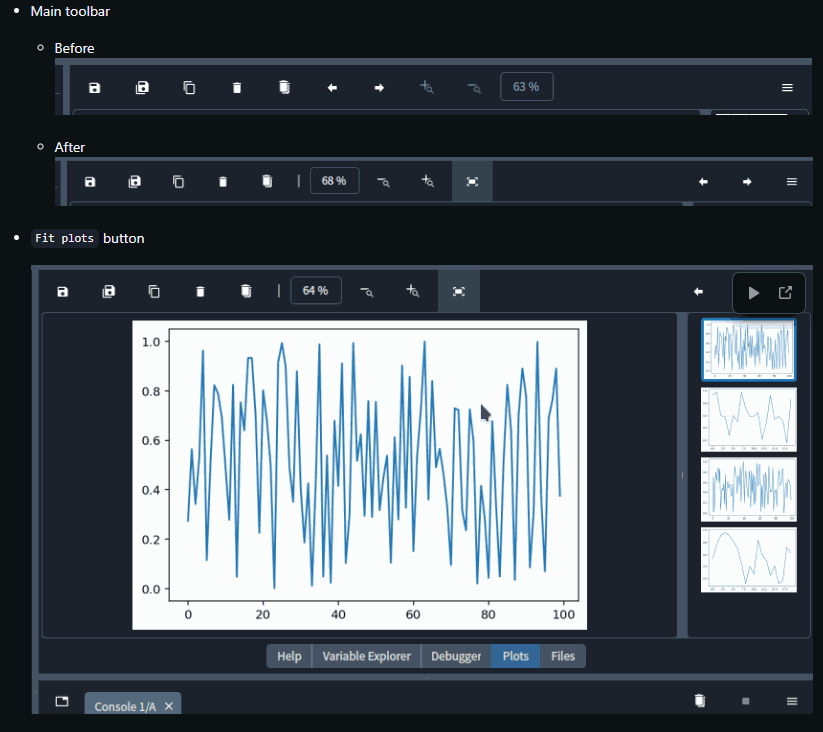 Main toolbar
Before
63 %
After
68 %
Fit plots button
64 %
1.0
0.8
0.6
0.4
0.2
0.0
0 20 40 60 80 100
Help Variable Explorer Debugger Plots Files
Console 1/A